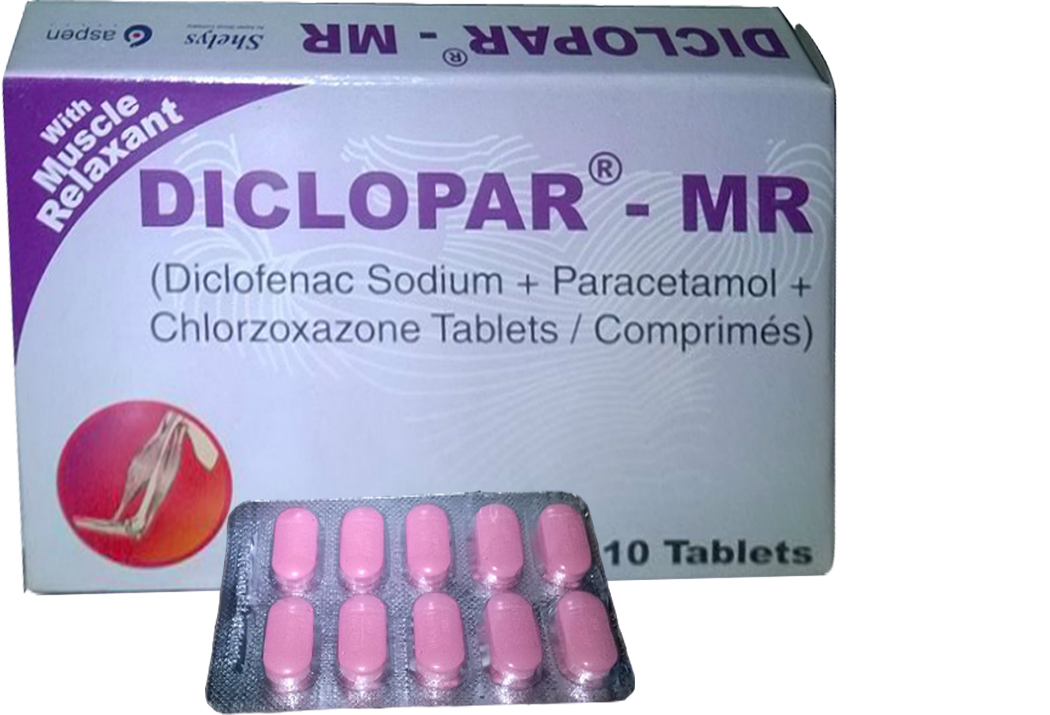 DICLOPAR® - MR
Shelys
aspen
With
Muscle
Relaxant
DICLOPAR® - MR
(Diclofenac Sodium + Paracetamol +
Chlorzoxazone Tablets / Comprimés)
10 Tablets